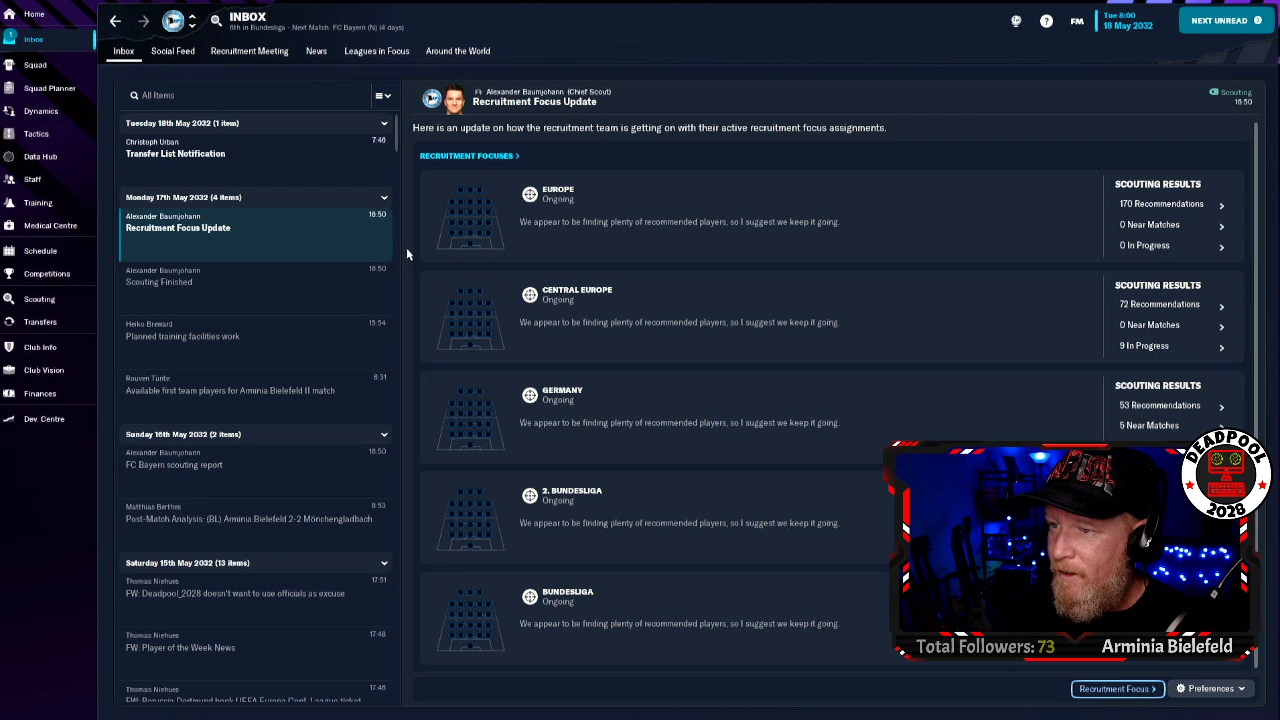 Home
1
Inbox
Squad
Squad Planner
Dynamics
Tactics
Data Hub
Staff
Training
Medical Centre
Schedule
Competitions
Scouting
Transfers
Club Info
Club Vision
Finances
Dev. Centre
INBOX
6th in Bundesliga - Next Match: FC Bayern (N) (4 days)
FM
Tue 8:00
18 May 2032
NEXT UNREAD
Inbox
Social Feed
Recruitment Meeting
News
Leagues in Focus
Around the World
All Items
Tuesday 18th May 2032 (1 item)
Christoph Urban
7:46
Transfer List Notification
Monday 17th May 2032 (4 items)
Alexander Baumjohann
16:50
Recruitment Focus Update
Alexander Baumjohann
16:50
Scouting Finished
Heiko Breward
15:54
Planned training facilities work
Rouven Tünte
8:31
Available first team players for Arminia Bielefeld II match
Sunday 16th May 2032 (2 items)
Alexander Baumjohann
16:50
FC Bayern scouting report
Matthias Berthes
8:53
Post-Match Analysis: (BL) Arminia Bielefeld 2-2 Mönchengladbach
Saturday 15th May 2032 (13 items)
Thomas Niehues
17:51
FW: Deadpool_2028 doesn't want to use officials as excuse
Thomas Niehues
17:48
FW: Player of the Week News
Thomas Niehues
17:46
FW: Borussia Dortmund book UEFA Europa Conf. League ticket
Alexander Baumjohann (Chief Scout)
Recruitment Focus Update
Scouting
16:50
Here is an update on how the recruitment team is getting on with their active recruitment focus assignments.
RECRUITMENT FOCUSES >
EUROPE
Ongoing
We appear to be finding plenty of recommended players, so I suggest we keep it going.
SCOUTING RESULTS
170 Recommendations
0 Near Matches
0 In Progress
CENTRAL EUROPE
Ongoing
We appear to be finding plenty of recommended players, so I suggest we keep it going.
SCOUTING RESULTS
72 Recommendations
0 Near Matches
9 In Progress
GERMANY
Ongoing
We appear to be finding plenty of recommended players, so I suggest we keep it going.
SCOUTING RESULTS
53 Recommendations
5 Near Matches
2. BUNDESLIGA
Ongoing
We appear to be finding plenty of recommended players, so I suggest we keep it going.
BUNDESLIGA
Ongoing
We appear to be finding plenty of recommended players, so I suggest we keep it going.
DEADPOOL
2028
Total Followers: 73
Arminia Bielefeld
Recruitment Focus >
Preferences